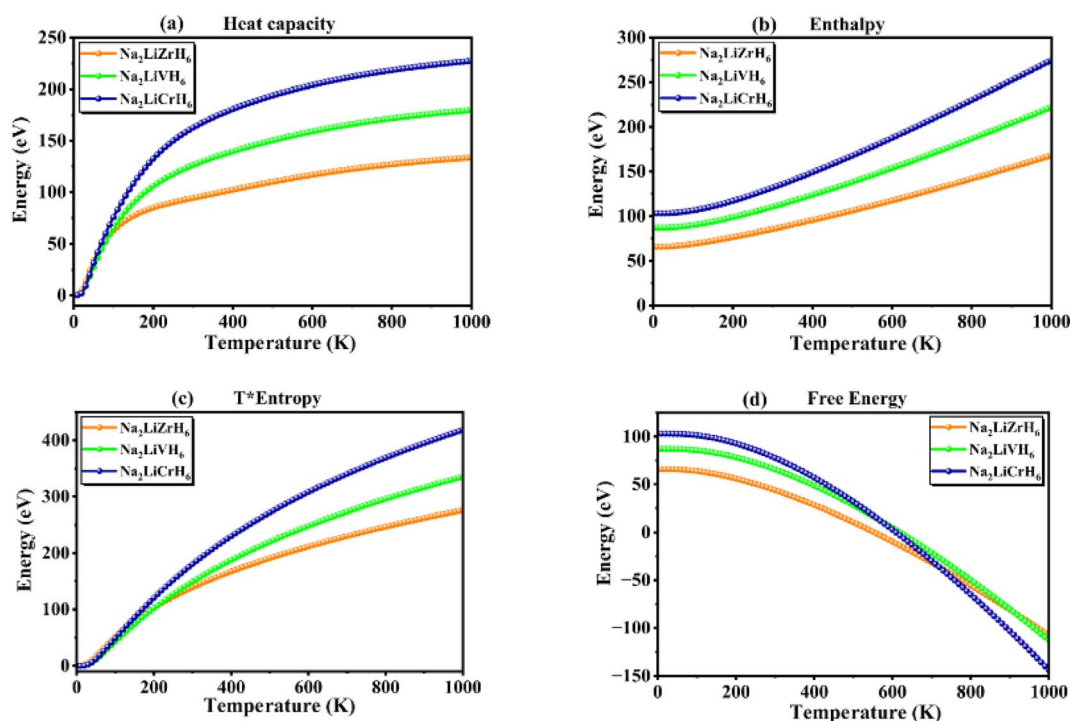 (a) Heat capacity
Na₂LiZrH₆
Na₂LiVH₆
Na₂LiCrH₆
Energy (eV)
250
200
150
100
50
0
0 200 400 600 800 1000
Temperature (K)
(b) Enthalpy
Na₂LiZrH₆
Na₂LiVH₆
Na₂LiCrH₆
Energy (eV)
300
250
200
150
100
50
0
0 200 400 600 800 1000
Temperature (K)
(c) T*Entropy
Na₂LiZrH₆
Na₂LiVH₆
Na₂LiCrH₆
Energy (eV)
400
300
200
100
0
0 200 400 600 800 1000
Temperature (K)
(d) Free Energy
Na₂LiZrH₆
Na₂LiVH₆
Na₂LiCrH₆
Energy (eV)
100
50
0
−50
−100
−150
0 200 400 600 800 1000
Temperature (K)